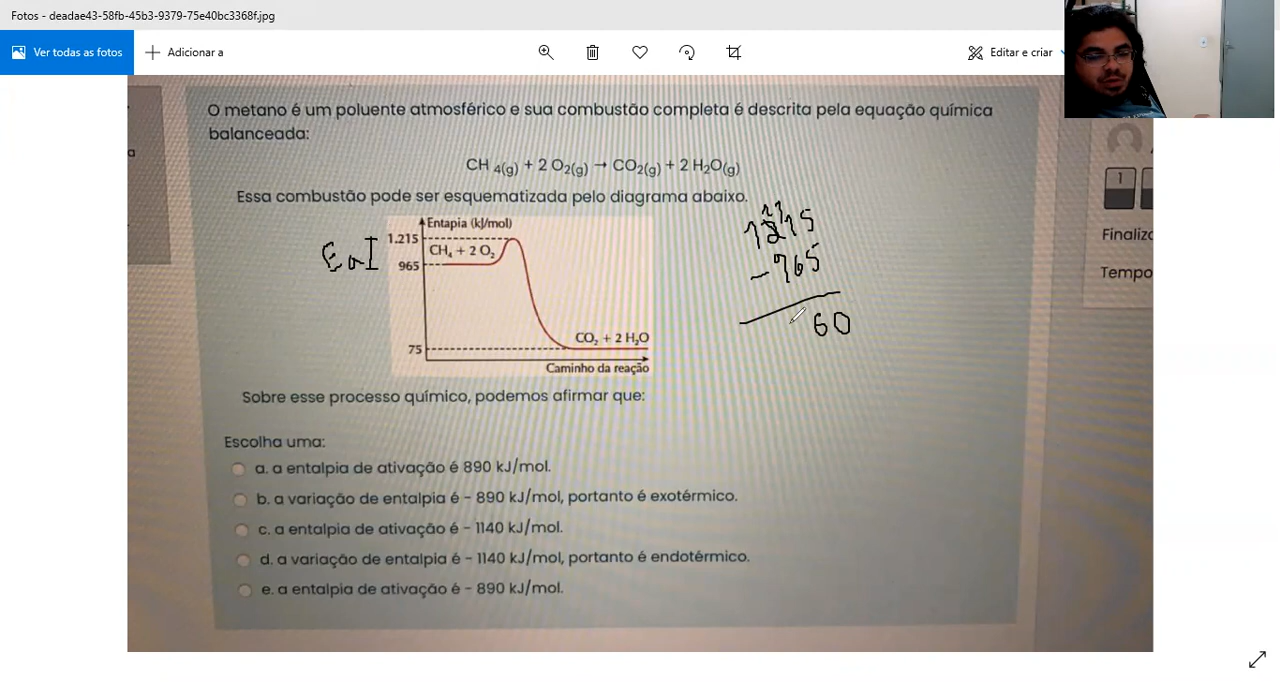 Fotos - deadae43-58fb-45b3-9379-75e40bc3368f.jpg
Ver todas as fotos
Adicionar a
Editar e criar
O metano é um poluente atmosférico e sua combustão completa é descrita pela equação química
balanceada:
CH 4(g) + 2 O2(g) → CO2(g) + 2 H2O(g)
Essa combustão pode ser esquematizada pelo diagrama abaixo.
Entapia (kJ/mol)
1.215
CH4 + 2 O2
965
CO2 + 2 H2O
75
Caminho da reação
EaI
1215
- 965
60
Sobre esse processo químico, podemos afirmar que:
Escolha uma:
a. a entalpia de ativação é 890 kJ/mol.
b. a variação de entalpia é - 890 kJ/mol, portanto é exotérmico.
c. a entalpia de ativação é - 1140 kJ/mol.
d. a variação de entalpia é - 1140 kJ/mol, portanto é endotérmico.
e. a entalpia de ativação é - 890 kJ/mol.
a
1
Finaliz
Tempo